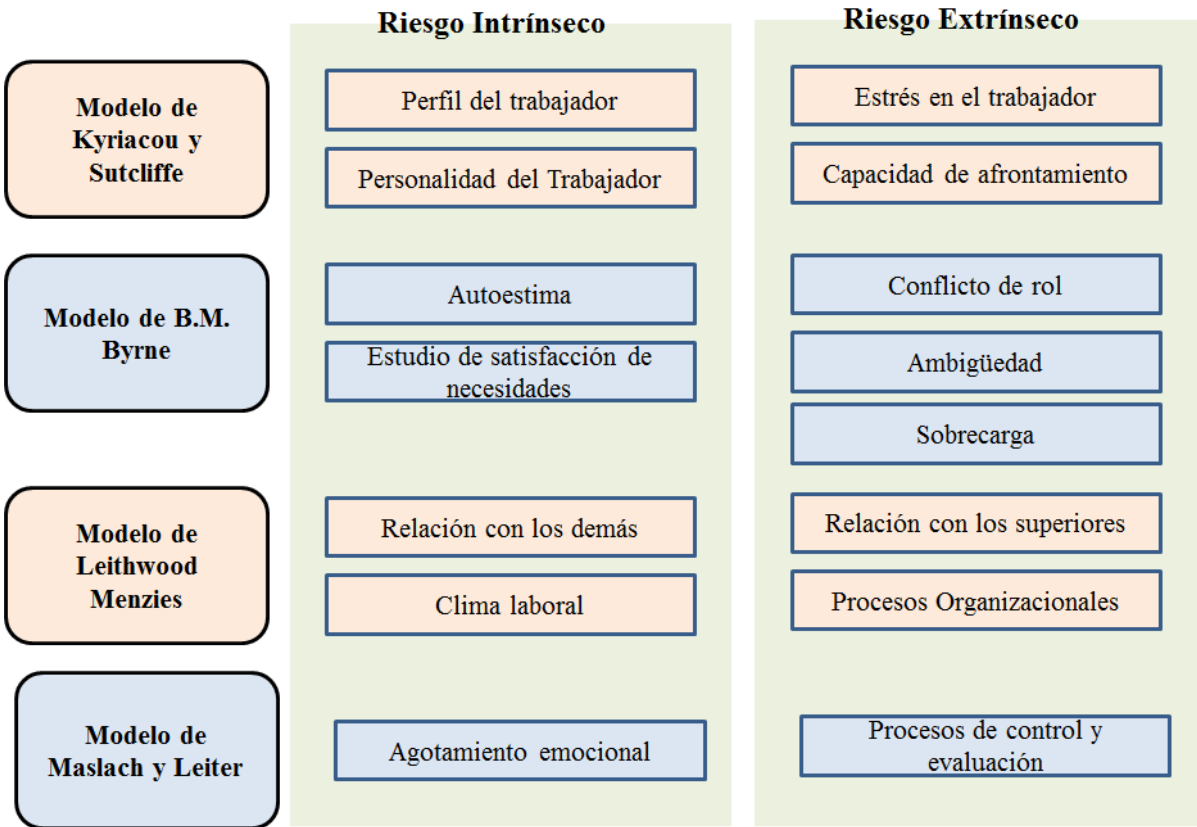 Riesgo Intrínseco
Riesgo Extrínseco
Modelo de
Kyriacou y
Sutcliffe
Perfil del trabajador
Personalidad del Trabajador
Estrés en el trabajador
Capacidad de afrontamiento
Modelo de B.M.
Byrne
Autoestima
Estudio de satisfacción de
necesidades
Conflicto de rol
Ambigüedad
Sobrecarga
Modelo de
Leithwood
Menzies
Relación con los demás
Clima laboral
Relación con los superiores
Procesos Organizacionales
Modelo de
Maslach y Leiter
Agotamiento emocional
Procesos de control y
evaluación